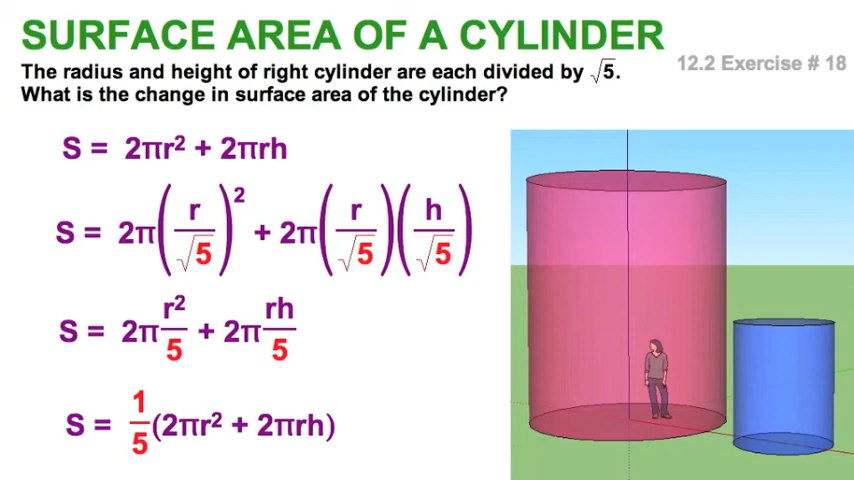 SURFACE AREA OF A CYLINDER
The radius and height of right cylinder are each divided by √5.
12.2 Exercise # 18
What is the change in surface area of the cylinder?
S = 2πr² + 2πrh
S = 2π(r/√5)² + 2π(r/√5)(h/√5)
S = 2π r²/5 + 2π rh/5
S = 1/5(2πr² + 2πrh)